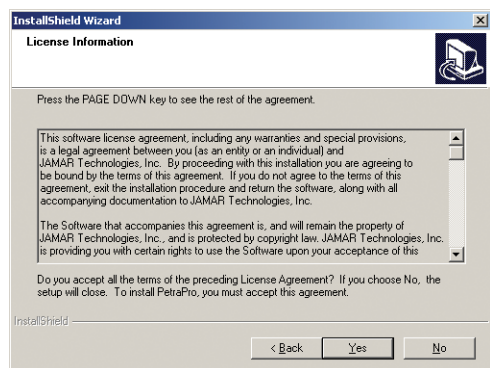 InstallShield Wizard
License Information
Press the PAGE DOWN key to see the rest of the agreement.
This software license agreement, including any warranties and special provisions,
is a legal agreement between you (as an entity or an individual) and
JAMAR Technologies, Inc. By proceeding with this installation you are agreeing to
be bound by the terms of this agreement. If you do not agree to the terms of this
agreement, exit the installation procedure and return the software, along with all
accompanying documentation to JAMAR Technologies, Inc.
The Software that accompanies this agreement is, and will remain the property of
JAMAR Technologies, Inc., and is protected by copyright law. JAMAR Technologies, Inc.
is providing you with certain rights to use the Software upon your acceptance of this
Do you accept all the terms of the preceding License Agreement? If you choose No, the
setup will close. To install PetraPro, you must accept this agreement.
InstallShield
< Back
Yes
No